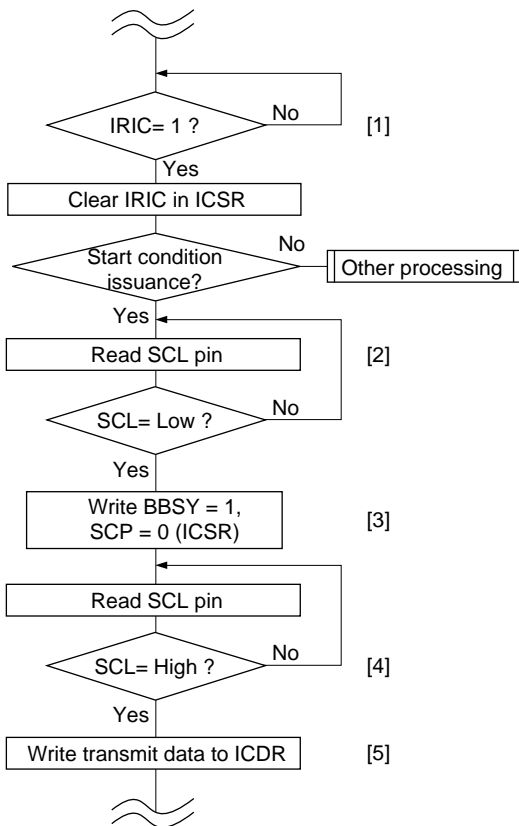 IRIC= 1 ?
No
[1]
Yes
Clear IRIC in ICSR
Start condition
issuance?
No
Other processing
Yes
Read SCL pin
[2]
SCL= Low ?
No
Yes
Write BBSY = 1,
SCP = 0 (ICSR)
[3]
Read SCL pin
SCL= High ?
No
[4]
Yes
Write transmit data to ICDR
[5]